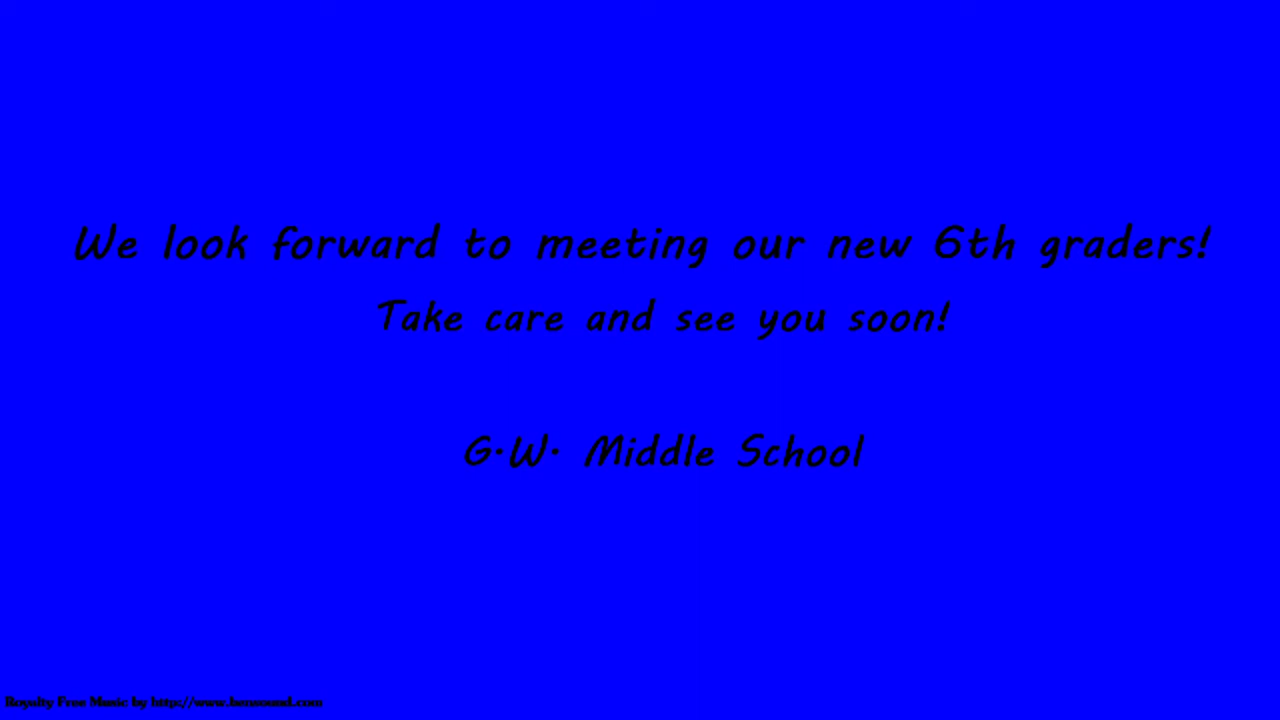 We look forward to meeting our new 6th graders!
Take care and see you soon!
G.W. Middle School
Royalty Free Music by http://www.bensound.com